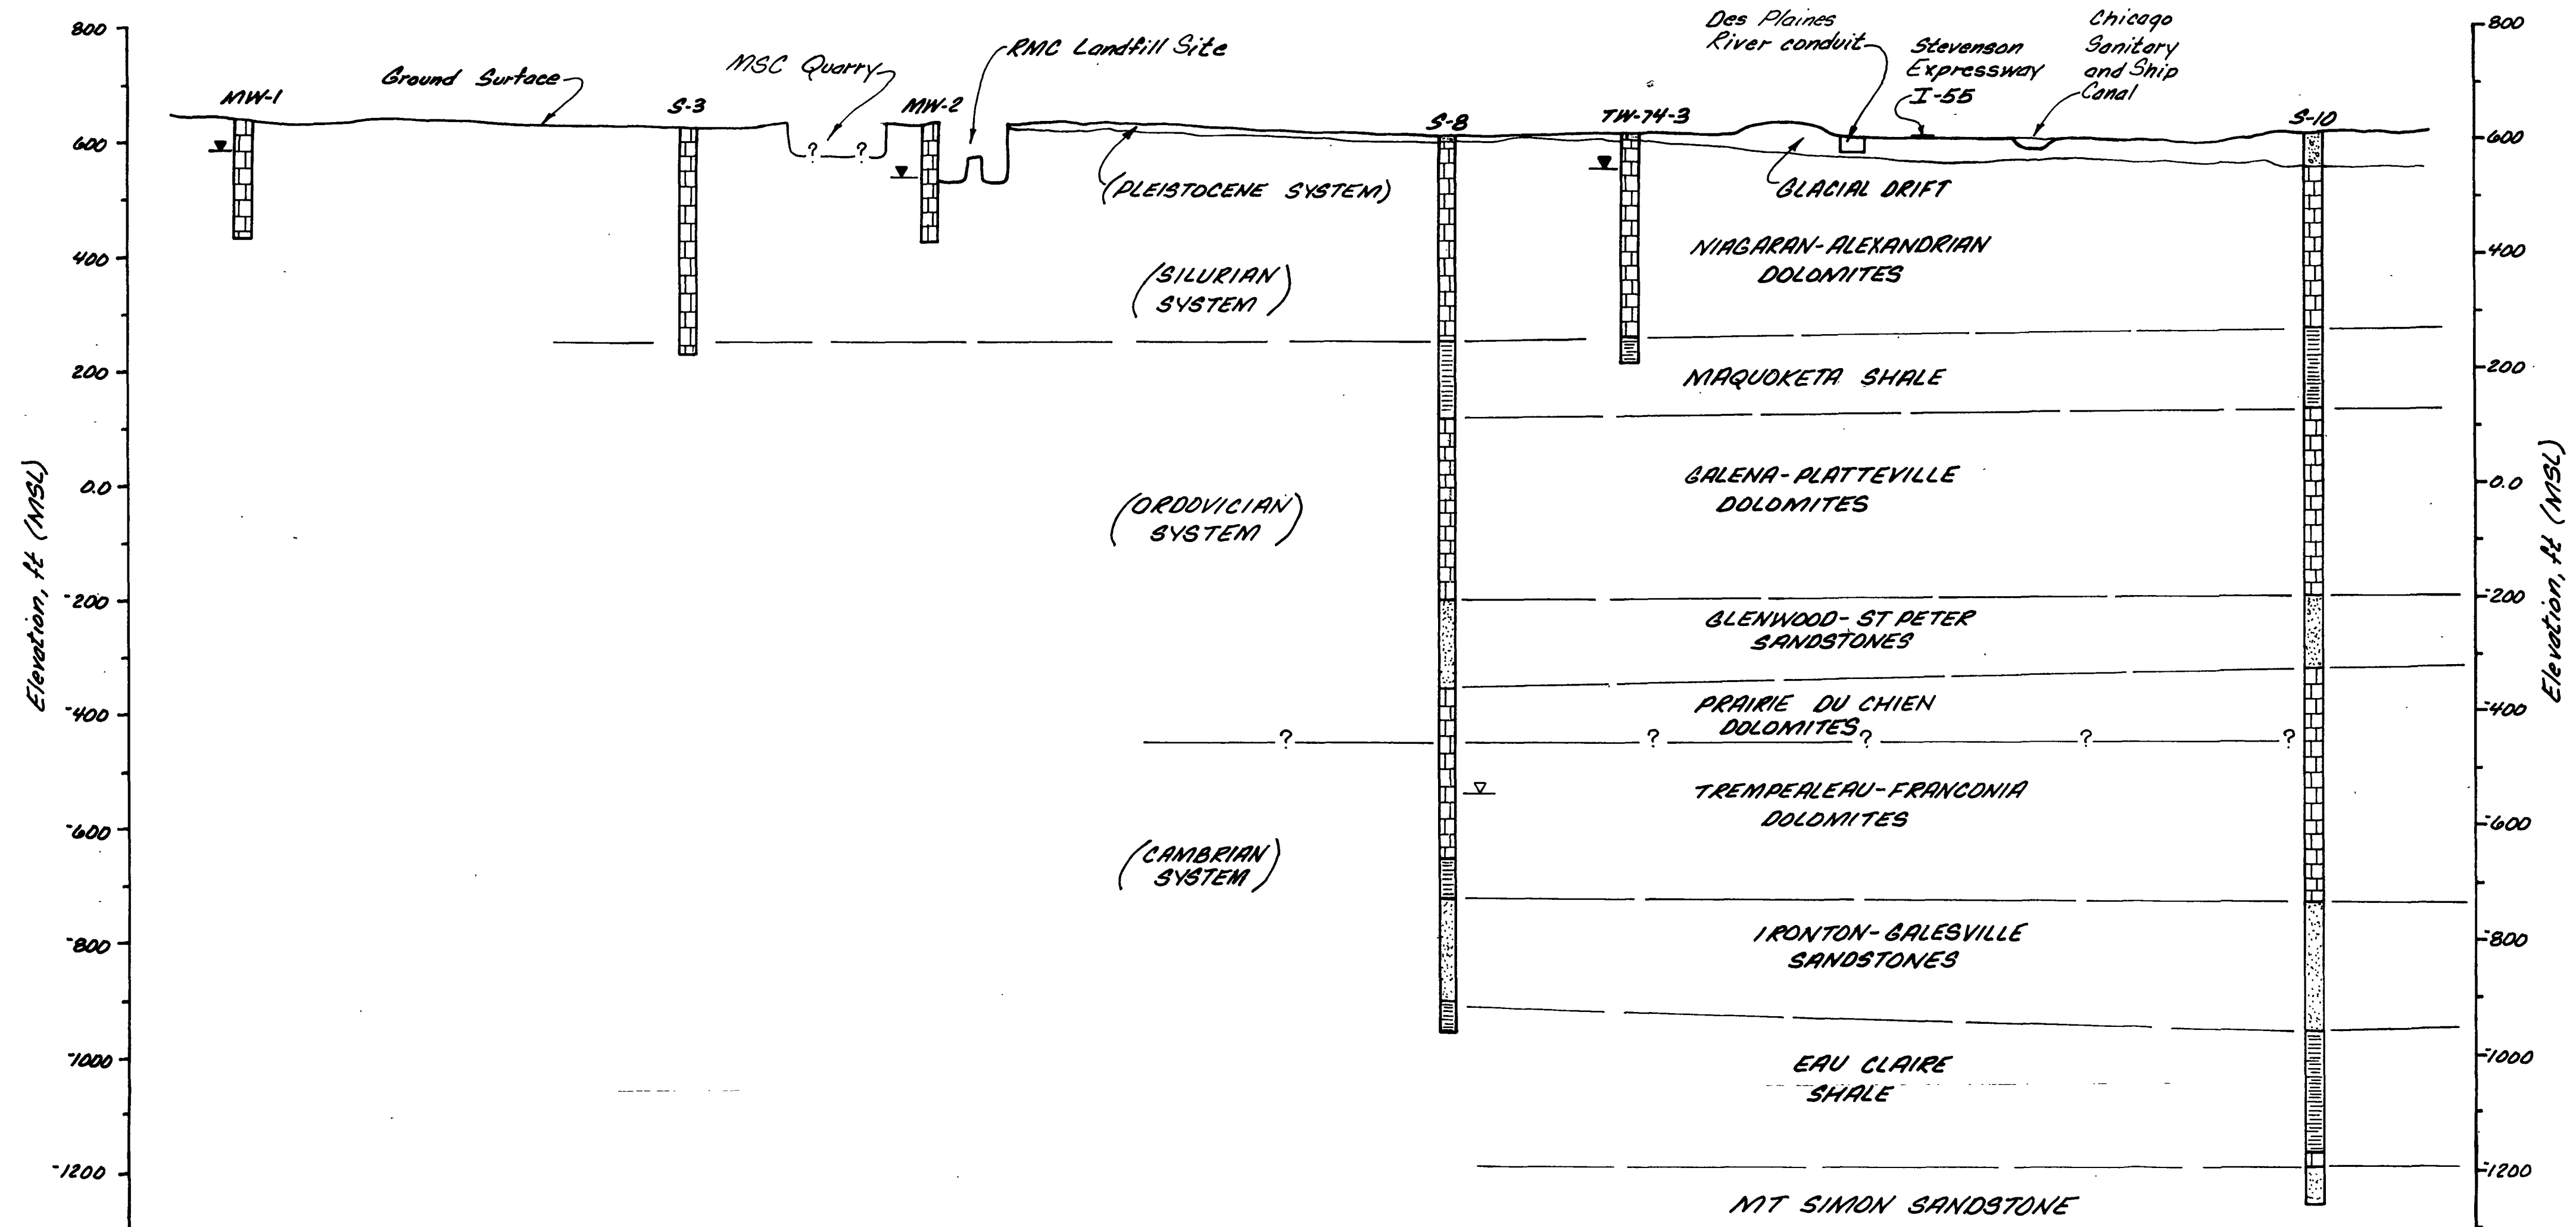 800
600
400
200
0.0
-200
-400
-600
-800
-1000
-1200
Elevation, ft (MSL)
MW-1
Ground Surface
S-3
MSC Quarry
? ?
MW-2
RMC Landfill Site
(PLEISTOCENE SYSTEM)
S-8
TW-74-3
Des Plaines
River conduit
Stevenson
Expressway
I-55
Chicago
Sanitary
and Ship
Canal
S-10
GLACIAL DRIFT
(SILURIAN
SYSTEM)
NIAGARAN-ALEXANDRIAN
DOLOMITES
MAQUOKETA SHALE
(ORDOVICIAN
SYSTEM)
GALENA-PLATTEVILLE
DOLOMITES
GLENWOOD-ST PETER
SANDSTONES
PRAIRIE DU CHIEN
DOLOMITES
? ? ? ? ?
TREMPEALEAU-FRANCONIA
DOLOMITES
(CAMBRIAN
SYSTEM)
IRONTON-GALESVILLE
SANDSTONES
EAU CLAIRE
SHALE
MT SIMON SANDSTONE
800
600
400
200
0.0
-200
-400
-600
-800
-1000
-1200
Elevation, ft (MSL)